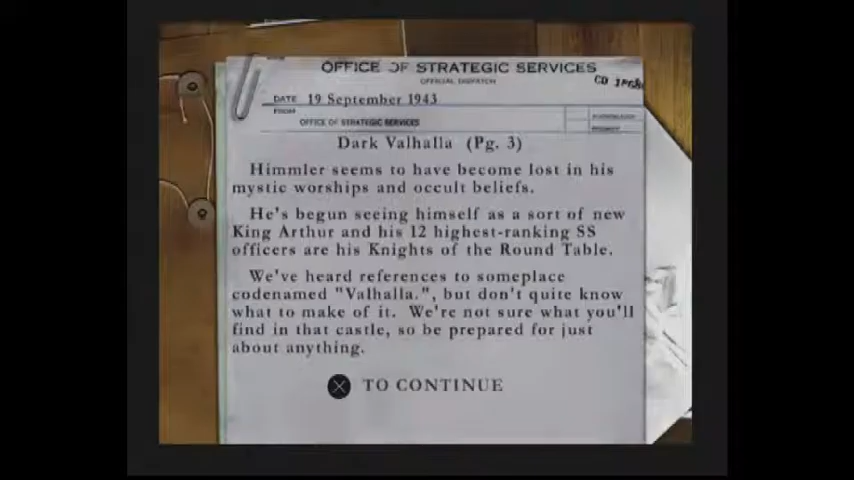 OFFICE OF STRATEGIC SERVICES
OFFICIAL DISPATCH
DATE 19 September 1943
FROM
OFFICE OF STRATEGIC SERVICES
Dark Valhalla (Pg. 3)
Himmler seems to have become lost in his
mystic worships and occult beliefs.
He's begun seeing himself as a sort of new
King Arthur and his 12 highest-ranking SS
officers are his Knights of the Round Table.
We've heard references to someplace
codenamed "Valhalla.", but don't quite know
what to make of it. We're not sure what you'll
find in that castle, so be prepared for just
about anything.
TO CONTINUE